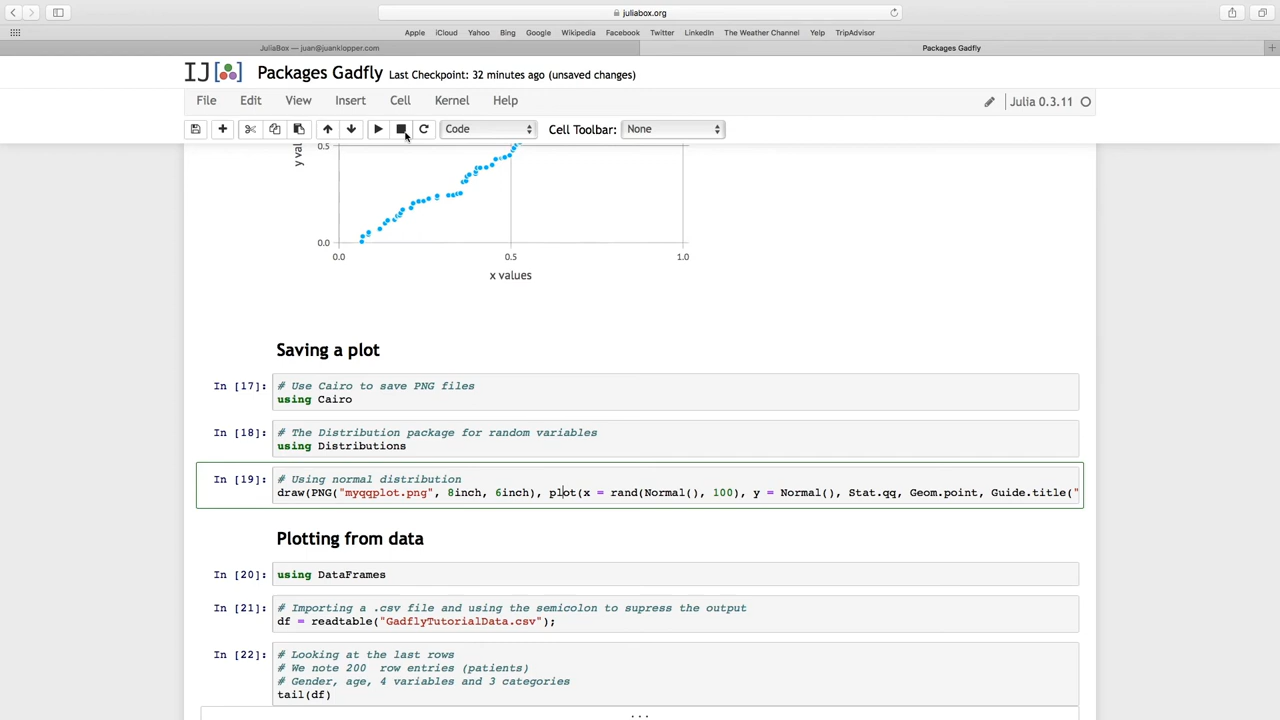 juliabox.org
Apple iCloud Yahoo Bing Google Wikipedia Facebook Twitter LinkedIn The Weather Channel Yelp TripAdvisor
JuliaBox — juan@juanklopper.com Packages Gadfly
IJ[ ] Packages Gadfly Last Checkpoint: 32 minutes ago (unsaved changes)
File Edit View Insert Cell Kernel Help Julia 0.3.11
Code Cell Toolbar: None
y val
0.5
0.0
0.0 0.5 1.0
x values
Saving a plot
In [17]: # Use Cairo to save PNG files
using Cairo
In [18]: # The Distribution package for random variables
using Distributions
In [19]: # Using normal distribution
draw(PNG("myqqplot.png", 8inch, 6inch), plot(x = rand(Normal(), 100), y = Normal(), Stat.qq, Geom.point, Guide.title("
Plotting from data
In [20]: using DataFrames
In [21]: # Importing a .csv file and using the semicolon to supress the output
df = readtable("GadflyTutorialData.csv");
In [22]: # Looking at the last rows
# We note 200 row entries (patients)
# Gender, age, 4 variables and 3 categories
tail(df)
...